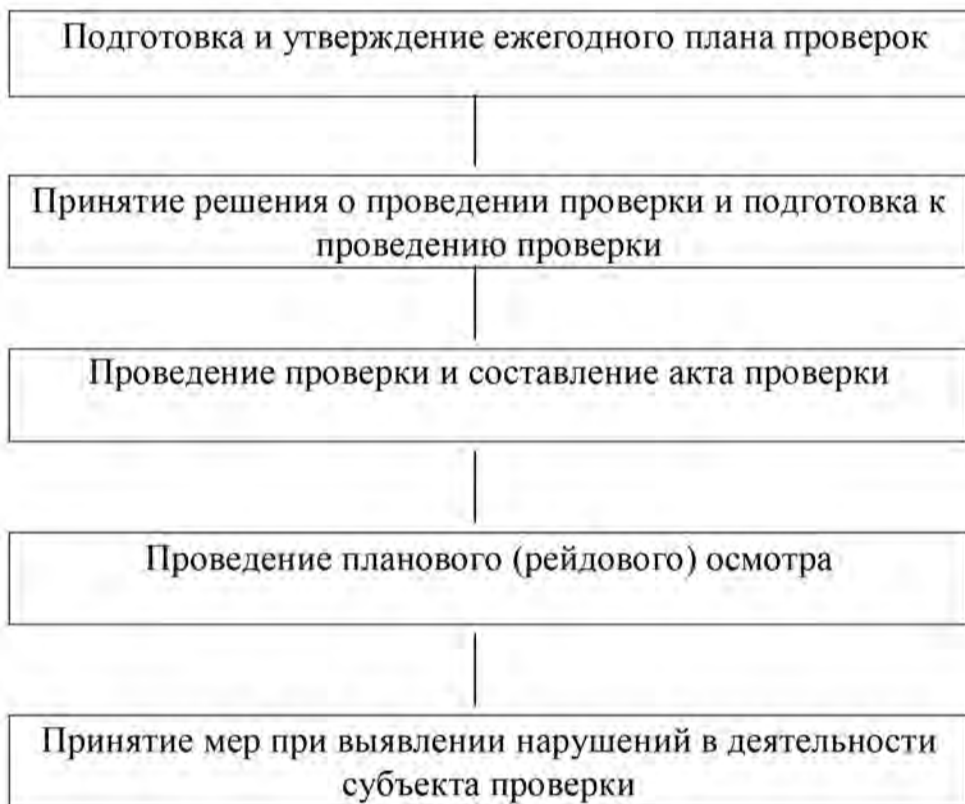 Подготовка и утверждение ежегодного плана проверок
Принятие решения о проведении проверки и подготовка к
проведению проверки
Проведение проверки и составление акта проверки
Проведение планового (рейдового) осмотра
Принятие мер при выявлении нарушений в деятельности
субъекта проверки